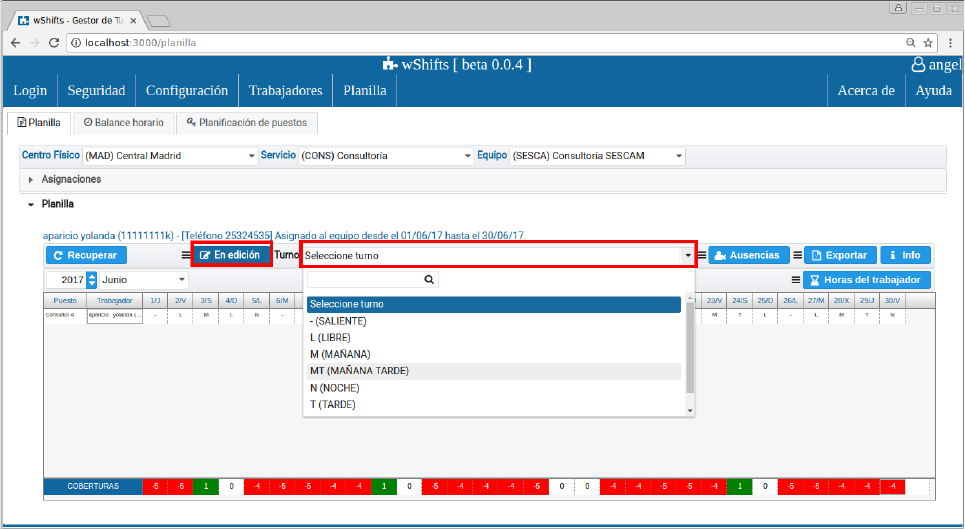 wShifts - Gestor de Tu
localhost:3000/planilla
wShifts [ beta 0.0.4 ] angel
Login Seguridad Configuración Trabajadores Planilla Acerca de Ayuda
Planilla Balance horario Planificación de puestos
Centro Físico (MAD) Central Madrid Servicio (CONS) Consultoría Equipo (SESCA) Consultoría SESCAM
Asignaciones
Planilla
aparicio yolanda (11111111k) - [Teléfono 25324535] Asignado al equipo desde el 01/06/17 hasta el 30/06/17.
Recuperar En edición Turno Seleccione turno Ausencias Exportar Info
2017 Junio Horas del trabajador
Puesto Trabajador 1/J 2/V 3/S 4/D 5/L 6/M 23/V 24/S 25/D 26/L 27/M 28/X 29/J 30/V
Consultor 4 aparicio , yolanda (... - L M L N - M T L - L M T N
Seleccione turno
- (SALIENTE)
L (LIBRE)
M (MAÑANA)
MT (MAÑANA TARDE)
N (NOCHE)
T (TARDE)
COBERTURAS -5 -5 1 0 -4 -5 -5 -4 -4 1 0 -5 -4 -4 -4 -5 0 0 -4 -4 -5 -5 -4 1 0 -5 -5 -4 -4 -4